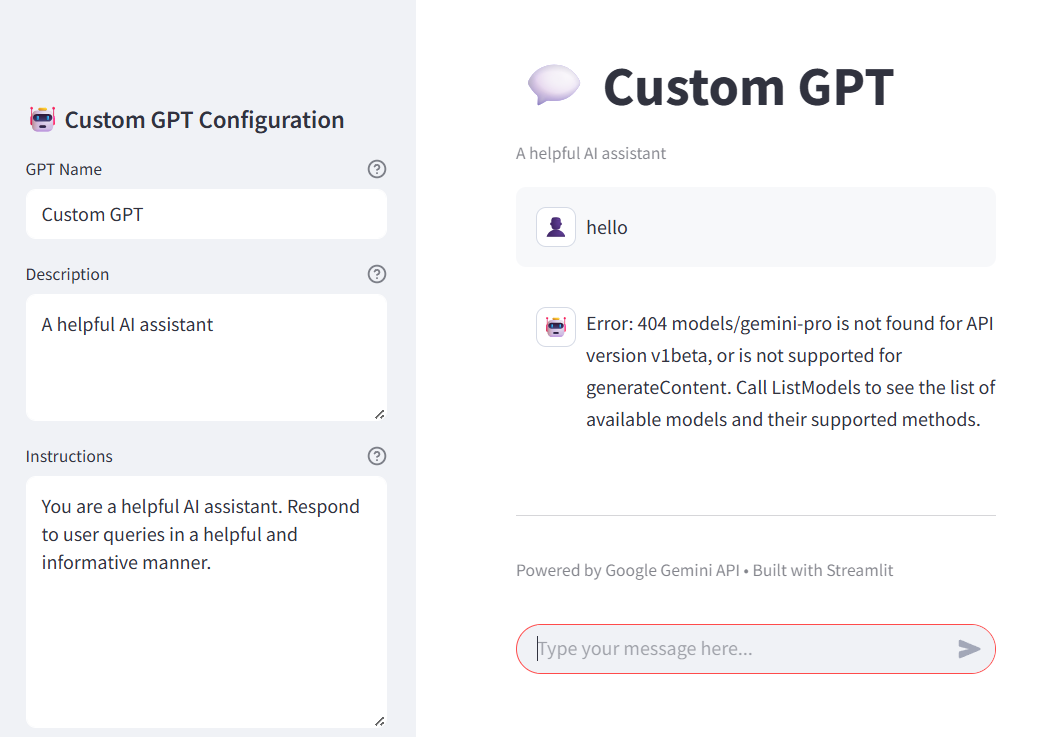 Custom GPT Configuration
GPT Name
Custom GPT
Description
A helpful AI assistant
Instructions
You are a helpful AI assistant. Respond
to user queries in a helpful and
informative manner.
Custom GPT
A helpful AI assistant
hello
Error: 404 models/gemini-pro is not found for API
version v1beta, or is not supported for
generateContent. Call ListModels to see the list of
available models and their supported methods.
Powered by Google Gemini API • Built with Streamlit
Type your message here...